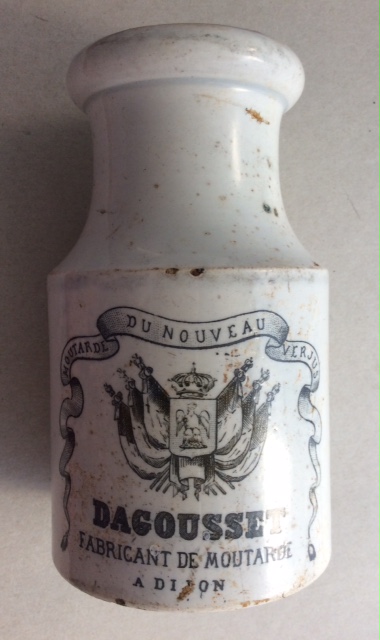 MOUTARDE DU NOUVEAU VERJUS
DAGOUSSET
FABRICANT DE MOUTARDE
A DIJON